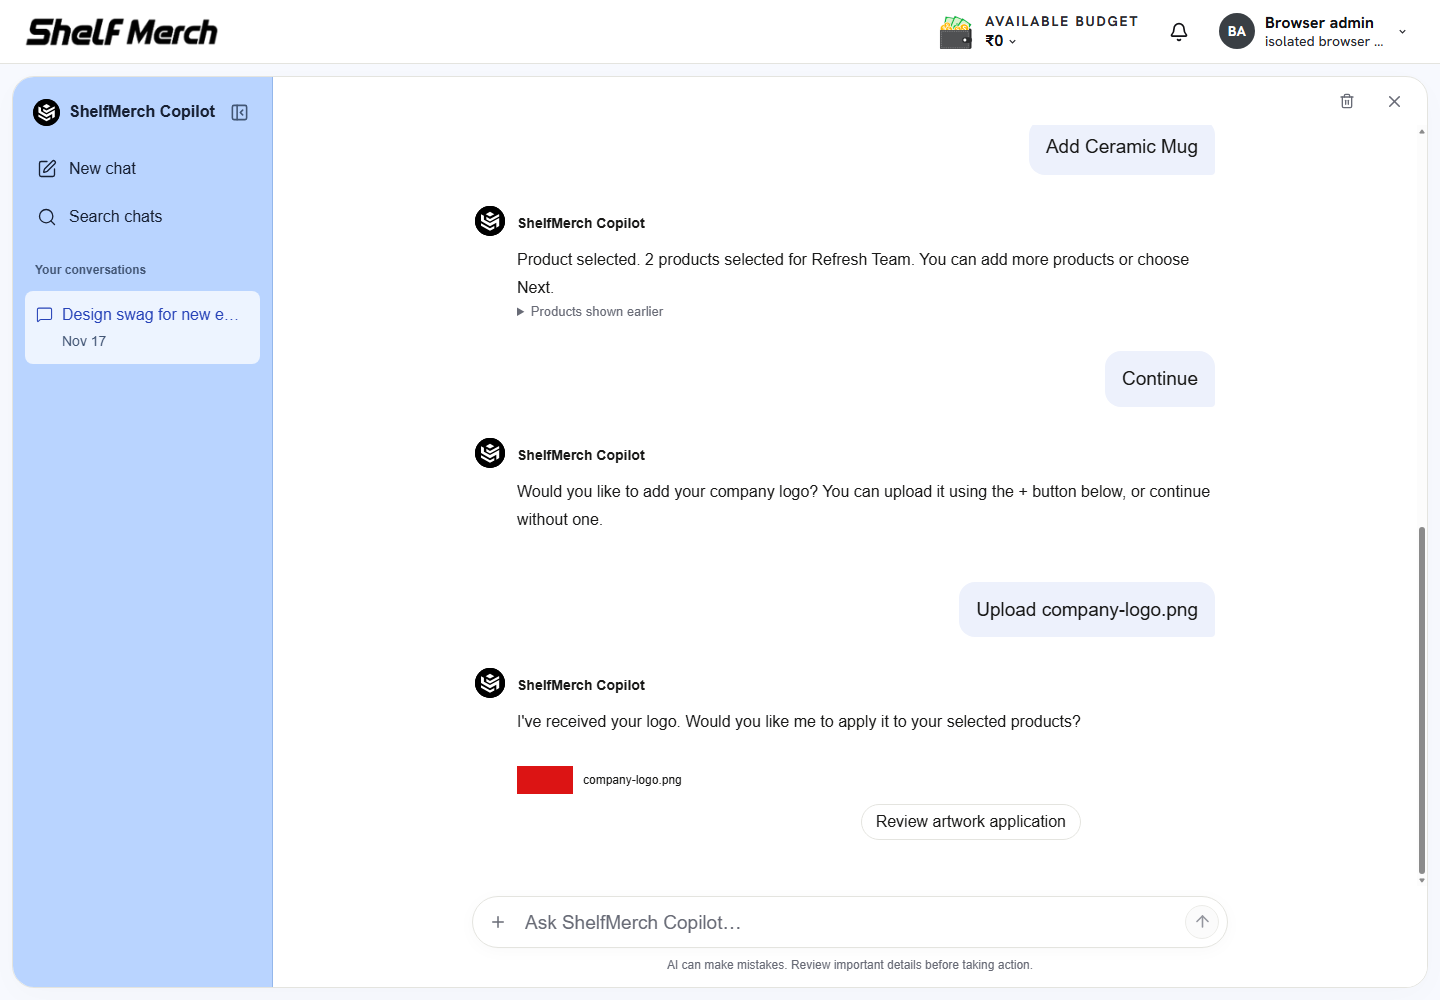 Shelf Merch
AVAILABLE BUDGET
₹0
BA
Browser admin
isolated browser ...
ShelfMerch Copilot
New chat
Search chats
Your conversations
Design swag for new e...
Nov 17
Add Ceramic Mug
ShelfMerch Copilot
Product selected. 2 products selected for Refresh Team. You can add more products or choose
Next.
Products shown earlier
Continue
ShelfMerch Copilot
Would you like to add your company logo? You can upload it using the + button below, or continue
without one.
Upload company-logo.png
ShelfMerch Copilot
I've received your logo. Would you like me to apply it to your selected products?
company-logo.png
Review artwork application
Ask ShelfMerch Copilot...
AI can make mistakes. Review important details before taking action.